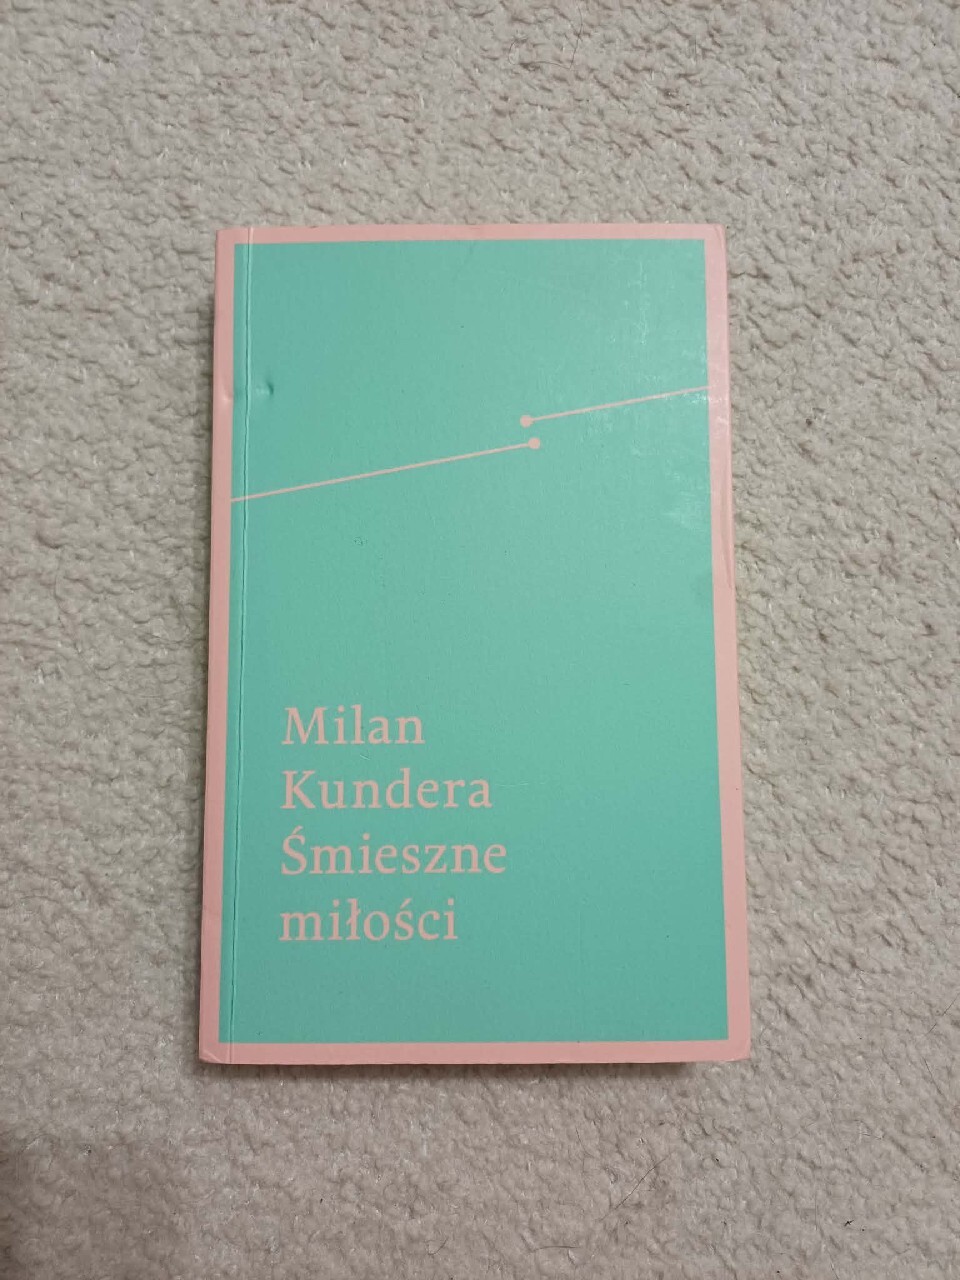 Milan
Kundera
Śmieszne
miłości